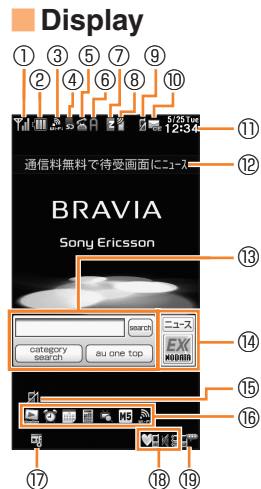 Display
① ② ③ ④ ⑤ ⑥ ⑦ ⑧ ⑨ ⑩
5/25 Tue
12:34
⑪
通信料無料で待受画面にニュース
⑫
BRAVIA
Sony Ericsson
⑬
search
category search
au one top
ニュース
EX
NODATA
⑭
⑮
M5
⑯
⑰ ⑱ ⑲